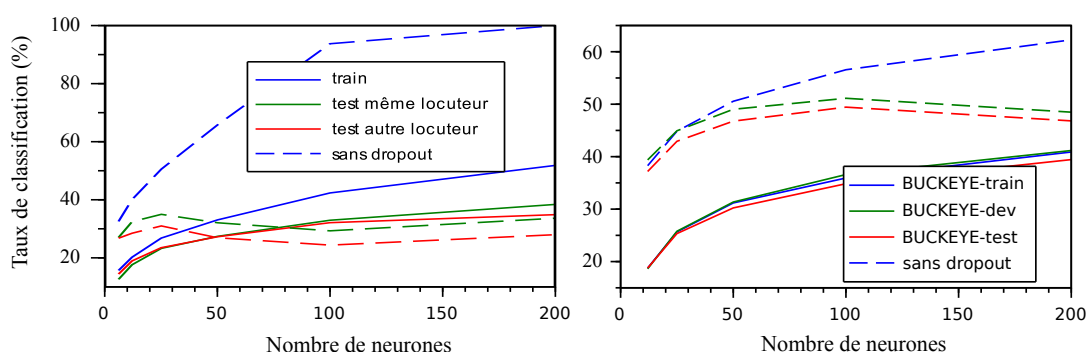 Taux de classification (%)
100
80
60
40
20
train
test même locuteur
test autre locuteur
sans dropout
0
50
100
150
200
Nombre de neurones
60
50
40
30
20
BUCKEYE-train
BUCKEYE-dev
BUCKEYE-test
sans dropout
0
50
100
150
200
Nombre de neurones